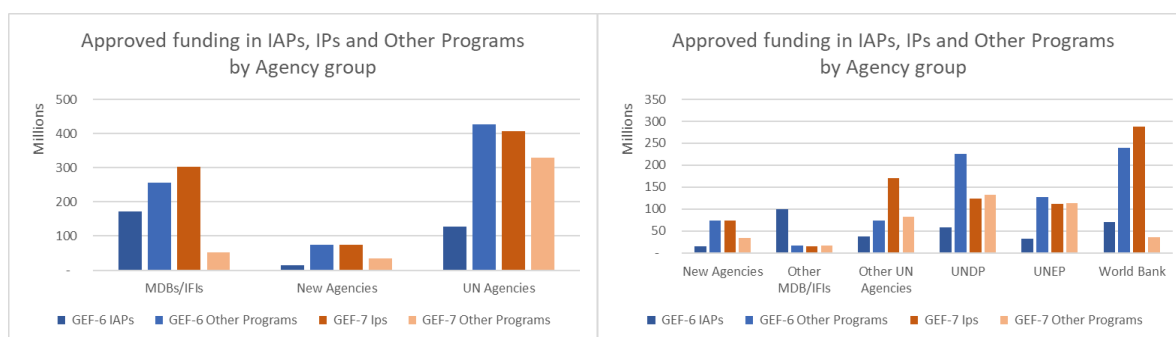 Approved funding in IAPs, IPs and Other Programs
by Agency group
Millions
500
400
300
200
100
-
MDBs/IFIs
New Agencies
UN Agencies
GEF-6 IAPs
GEF-6 Other Programs
GEF-7 Ips
GEF-7 Other Programs
Approved funding in IAPs, IPs and Other Programs
by Agency group
Millions
350
300
250
200
150
100
50
-
New Agencies
Other
MDB/IFIs
Other UN
Agencies
UNDP
UNEP
World Bank
GEF-6 IAPs
GEF-6 Other Programs
GEF-7 Ips
GEF-7 Other Programs